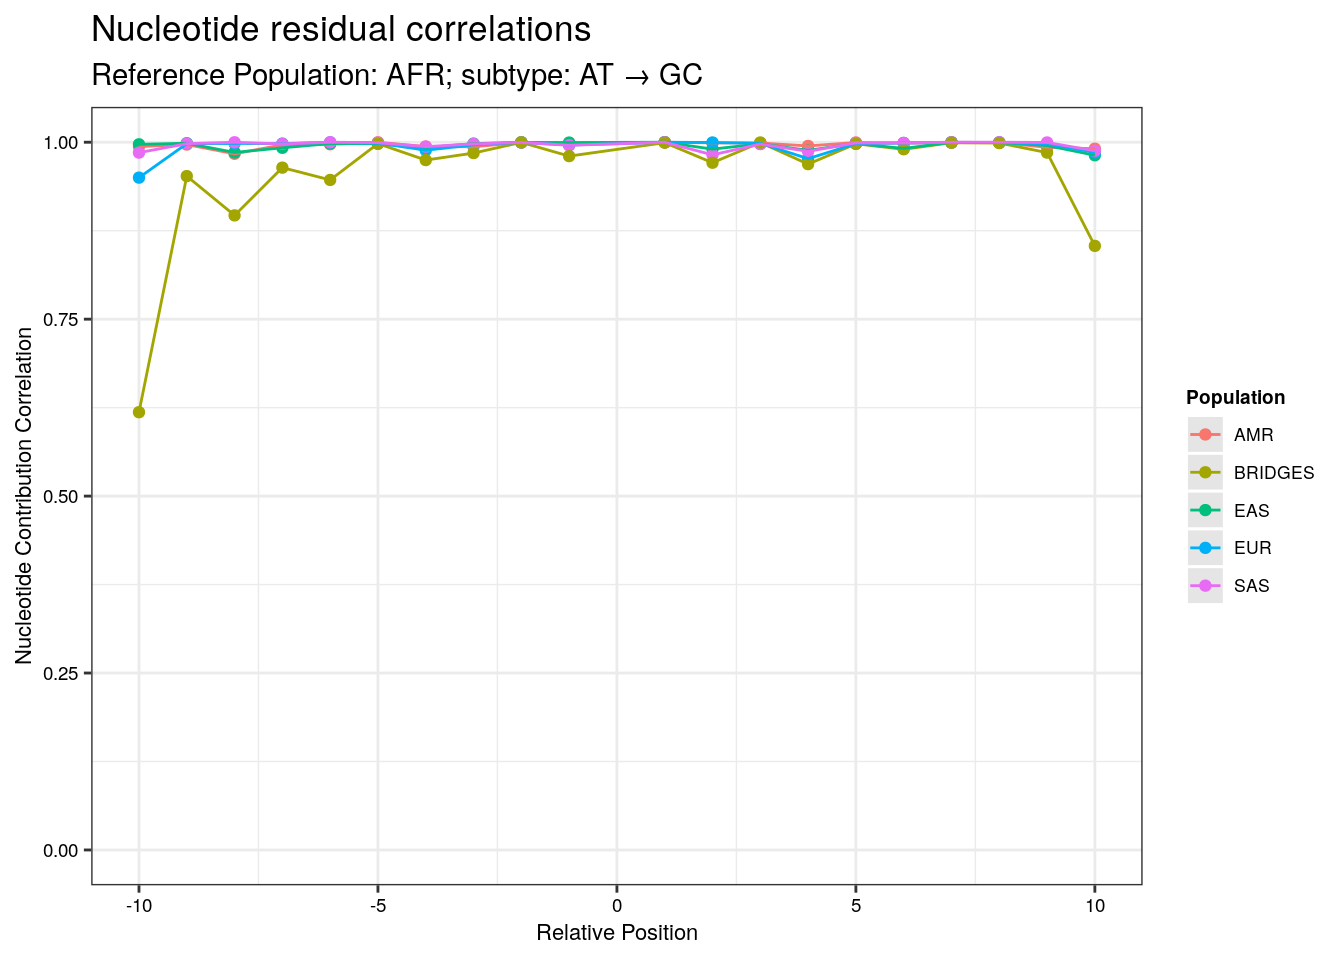 Nucleotide residual correlations
Reference Population: AFR; subtype: AT → GC
1.00
0.75
0.50
0.25
0.00
Nucleotide Contribution Correlation
-10
-5
0
5
10
Relative Position
Population
AMR
BRIDGES
EAS
EUR
SAS